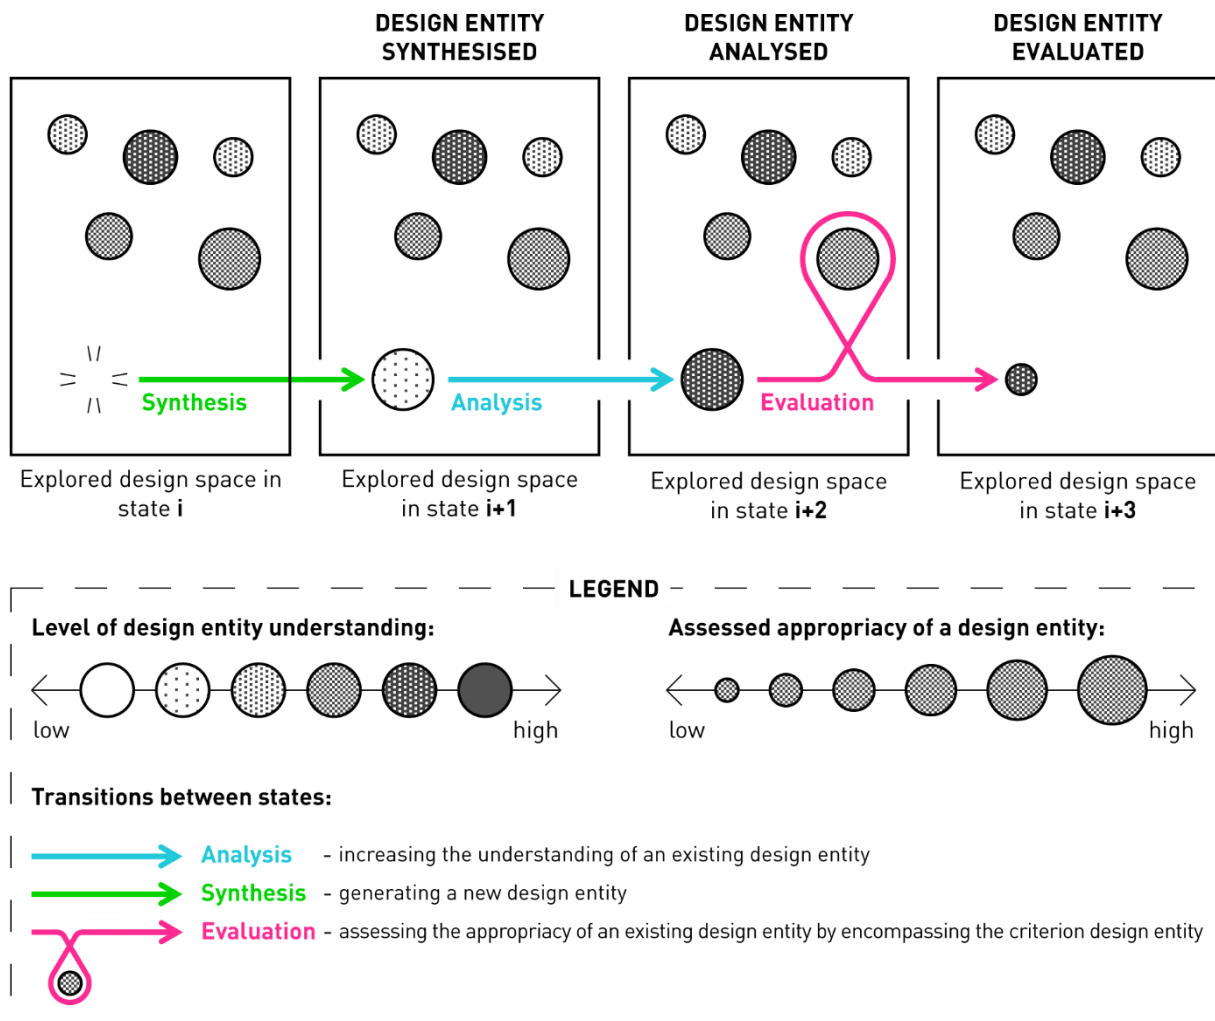 DESIGN ENTITY
SYNTHESISED
DESIGN ENTITY
ANALYSED
DESIGN ENTITY
EVALUATED
Synthesis
Analysis
Evaluation
Explored design space in
state i
Explored design space
in state i+1
Explored design space
in state i+2
Explored design space
in state i+3
LEGEND
Level of design entity understanding:
low
high
Assessed appropriacy of a design entity:
low
high
Transitions between states:
Analysis - increasing the understanding of an existing design entity
Synthesis - generating a new design entity
Evaluation - assessing the appropriacy of an existing design entity by encompassing the criterion design entity